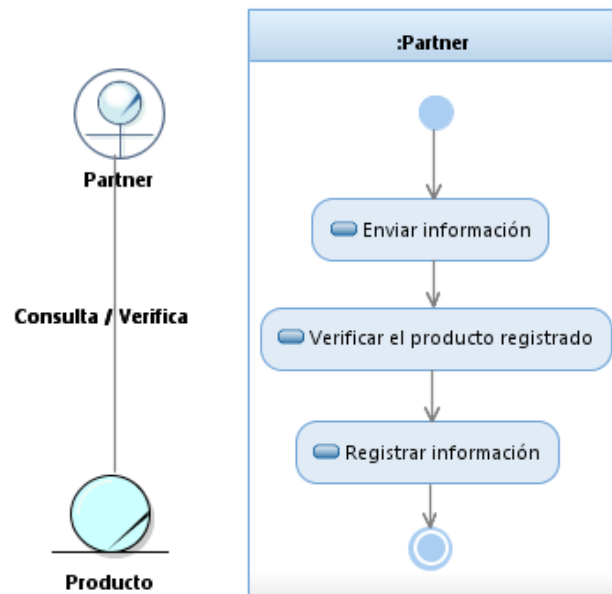 Partner
Consulta / Verifica
Producto
:Partner
Enviar información
Verificar el producto registrado
Registrar información